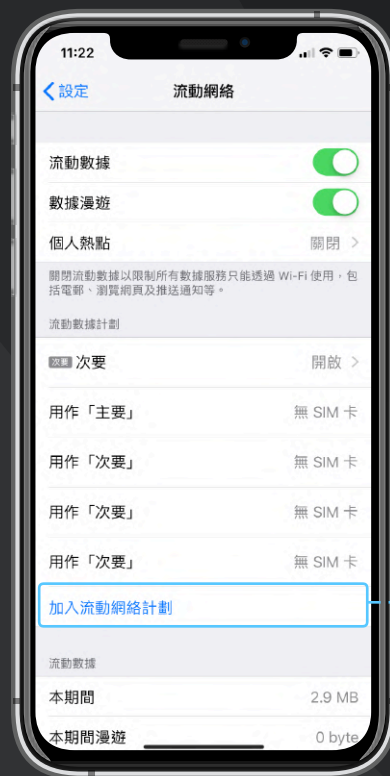 11:22
設定
流動網絡
流動數據
數據漫遊
個人熱點
關閉
關閉流動數據以限制所有數據服務只能透過 Wi-Fi 使用，包
括電郵、瀏覽網頁及推送通知等。
流動數據計劃
次要 次要
開啟
用作「主要」
無 SIM 卡
用作「次要」
無 SIM 卡
用作「次要」
無 SIM 卡
用作「次要」
無 SIM 卡
加入流動網絡計劃
流動數據
本期間
2.9 MB
本期間漫遊
0 byte